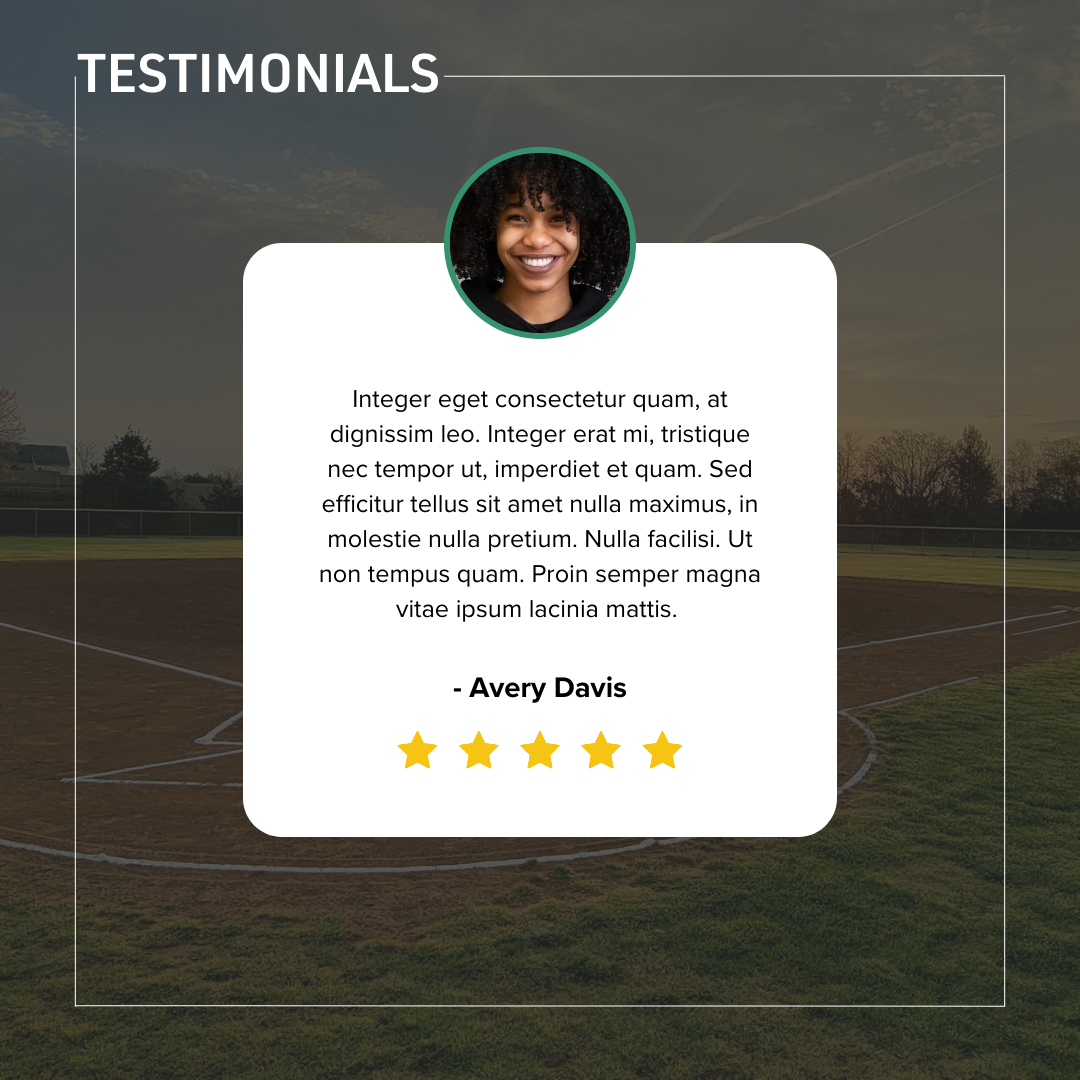 TESTIMONIALS
Integer eget consectetur quam, at
dignissim leo. Integer erat mi, tristique
nec tempor ut, imperdiet et quam. Sed
efficitur tellus sit amet nulla maximus, in
molestie nulla pretium. Nulla facilisi. Ut
non tempus quam. Proin semper magna
vitae ipsum lacinia mattis.
- Avery Davis